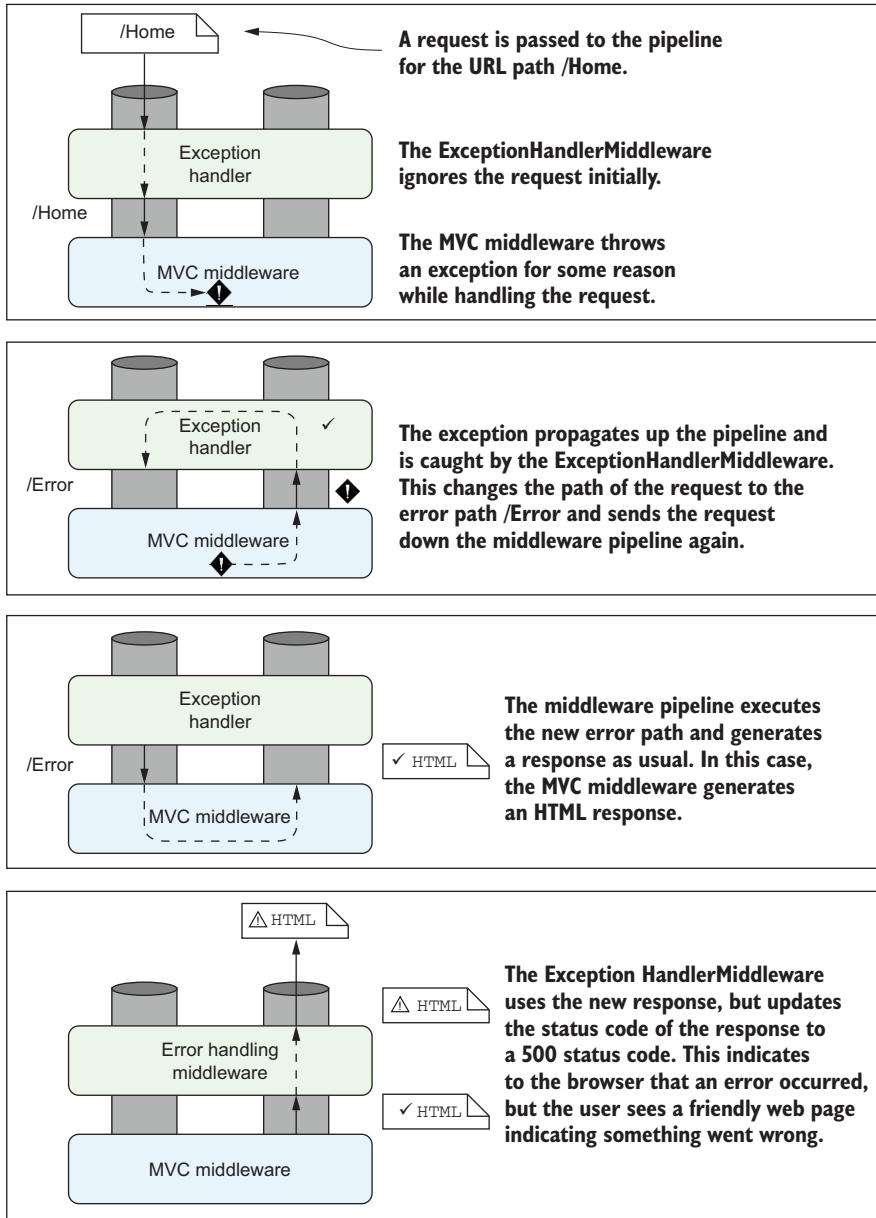 /Home
A request is passed to the pipeline
for the URL path /Home.
Exception
handler
The ExceptionHandlerMiddleware
ignores the request initially.
/Home
MVC middleware
The MVC middleware throws
an exception for some reason
while handling the request.
Exception
handler
/Error
MVC middleware
The exception propagates up the pipeline and
is caught by the ExceptionHandlerMiddleware.
This changes the path of the request to the
error path /Error and sends the request
down the middleware pipeline again.
Exception
handler
/Error
MVC middleware
HTML
The middleware pipeline executes
the new error path and generates
a response as usual. In this case,
the MVC middleware generates
an HTML response.
HTML
Error handling
middleware
MVC middleware
HTML
HTML
The Exception HandlerMiddleware
uses the new response, but updates
the status code of the response to
a 500 status code. This indicates
to the browser that an error occurred,
but the user sees a friendly web page
indicating something went wrong.